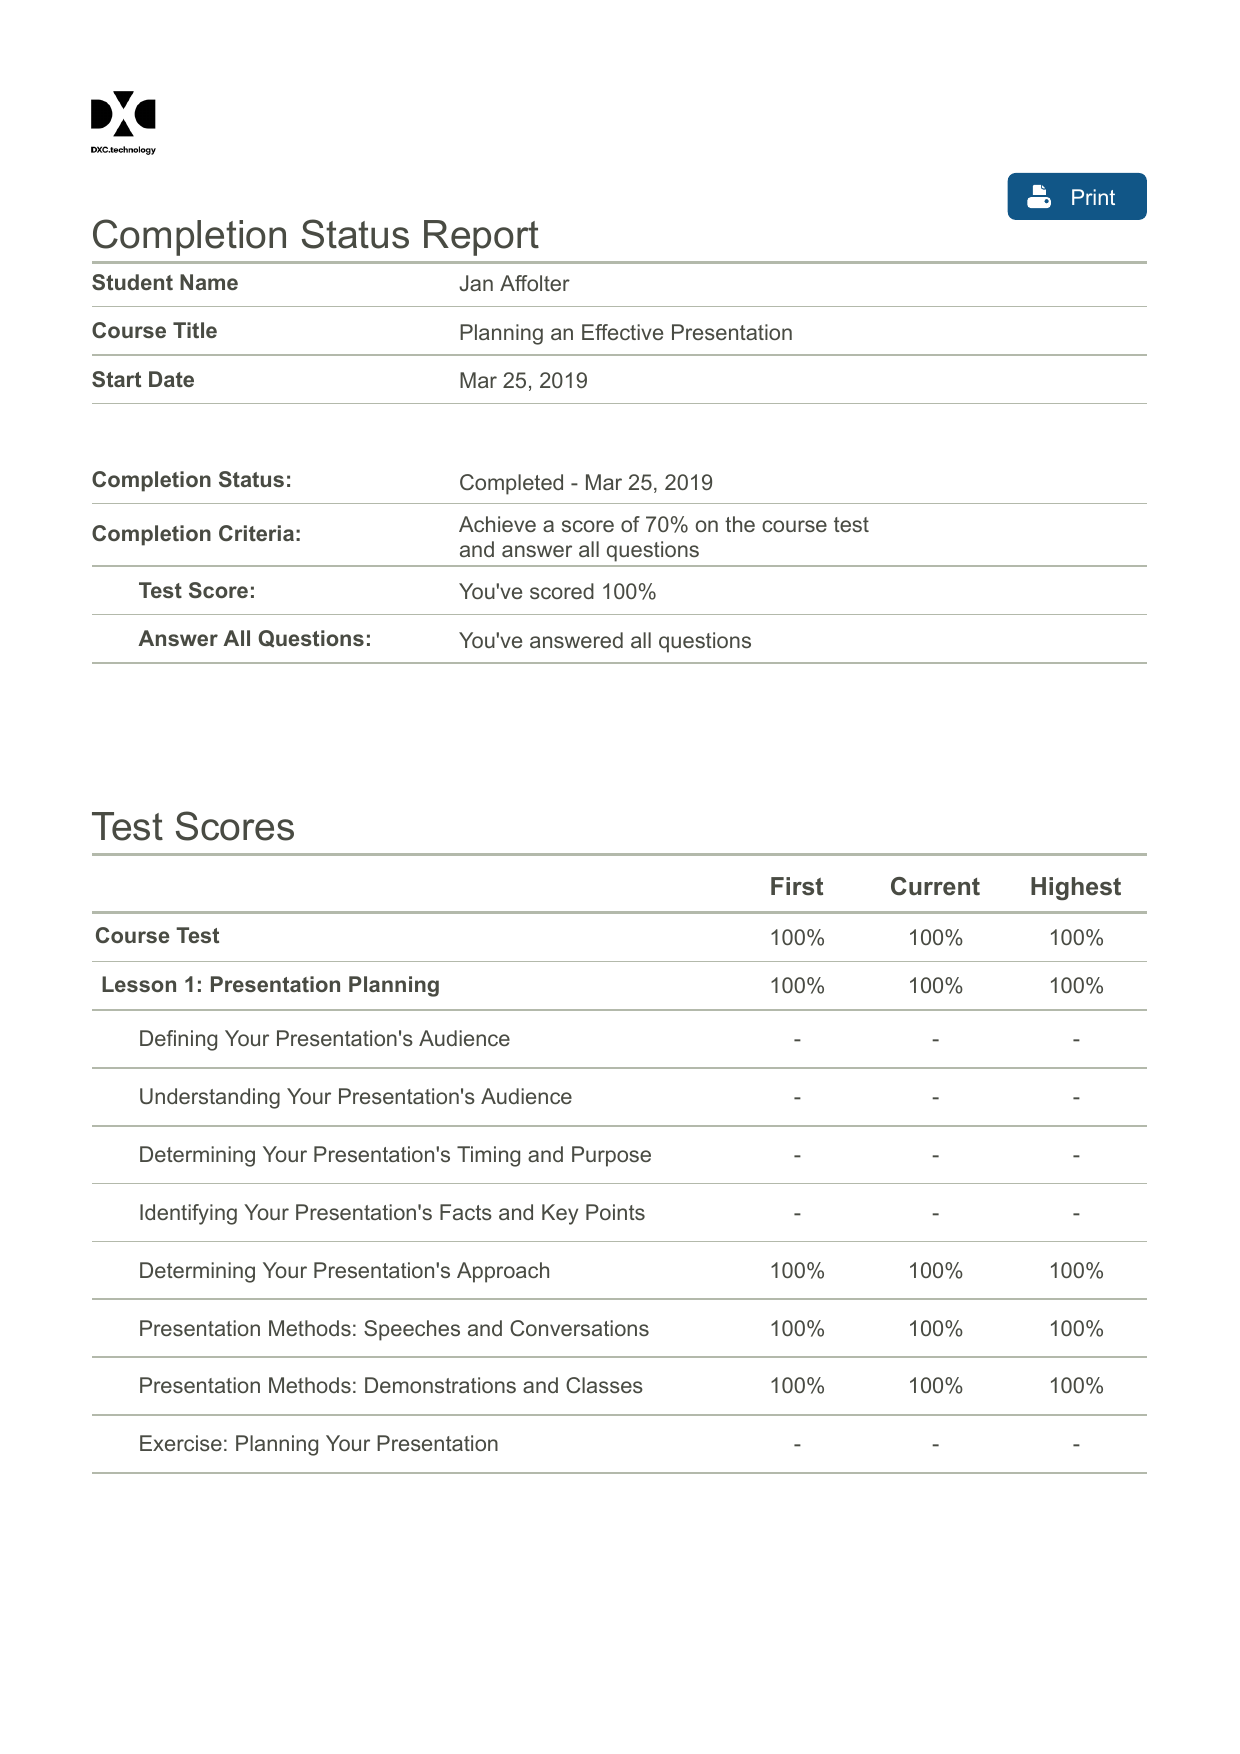 DXC
DXC.technology
Print
Completion Status Report
Student Name Jan Affolter
Course Title Planning an Effective Presentation
Start Date Mar 25, 2019
Completion Status: Completed - Mar 25, 2019
Completion Criteria: Achieve a score of 70% on the course test
and answer all questions
Test Score: You've scored 100%
Answer All Questions: You've answered all questions
Test Scores
First Current Highest
Course Test 100% 100% 100%
Lesson 1: Presentation Planning 100% 100% 100%
Defining Your Presentation's Audience - - -
Understanding Your Presentation's Audience - - -
Determining Your Presentation's Timing and Purpose - - -
Identifying Your Presentation's Facts and Key Points - - -
Determining Your Presentation's Approach 100% 100% 100%
Presentation Methods: Speeches and Conversations 100% 100% 100%
Presentation Methods: Demonstrations and Classes 100% 100% 100%
Exercise: Planning Your Presentation - - -